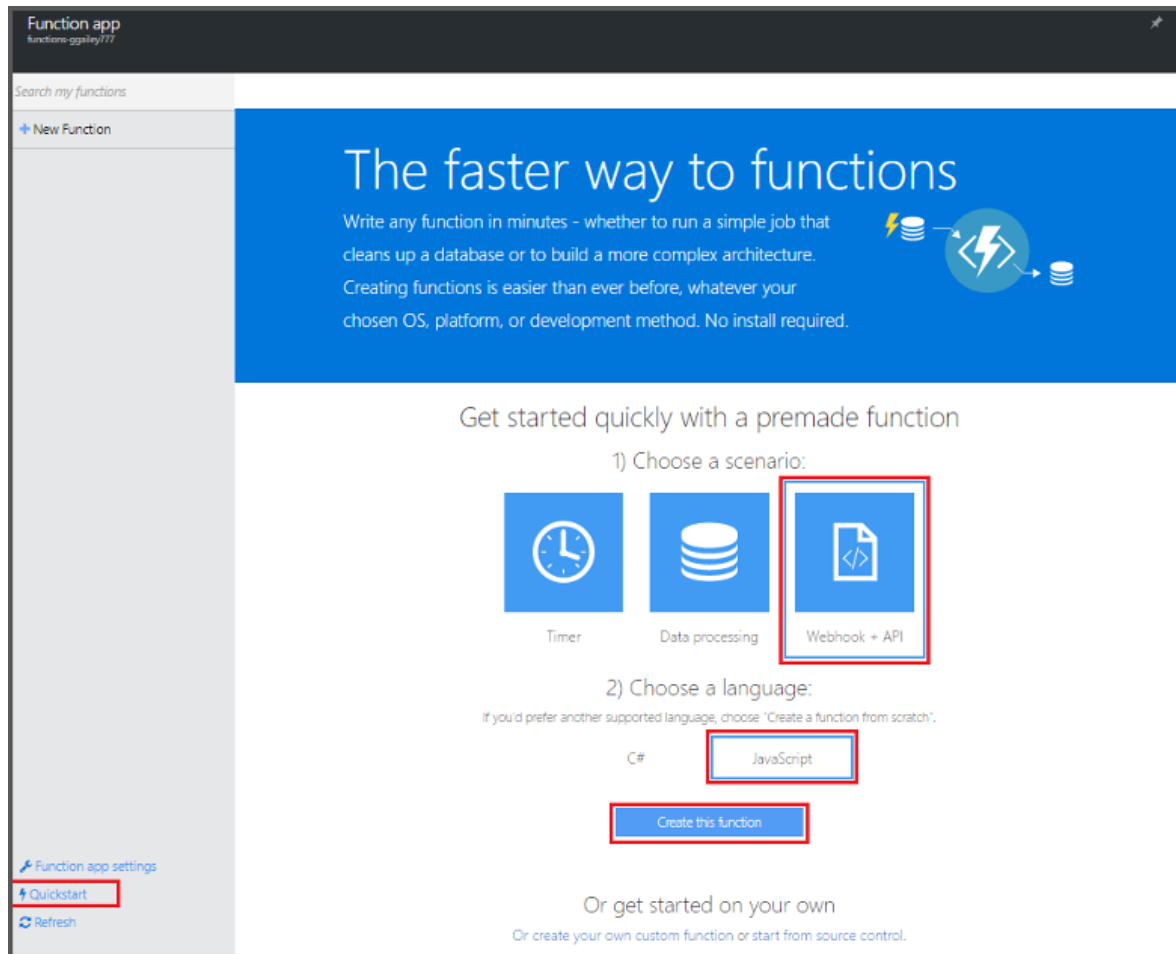 Function app
functions-ggailey777
Search my functions
+ New Function
The faster way to functions
Write any function in minutes - whether to run a simple job that
cleans up a database or to build a more complex architecture.
Creating functions is easier than ever before, whatever your
chosen OS, platform, or development method. No install required.
Get started quickly with a premade function
1) Choose a scenario:
Timer
Data processing
Webhook + API
2) Choose a language:
If you'd prefer another supported language, choose "Create a function from scratch".
C#
JavaScript
Create this function
Function app settings
Quickstart
Refresh
Or get started on your own
Or create your own custom function or start from source control.